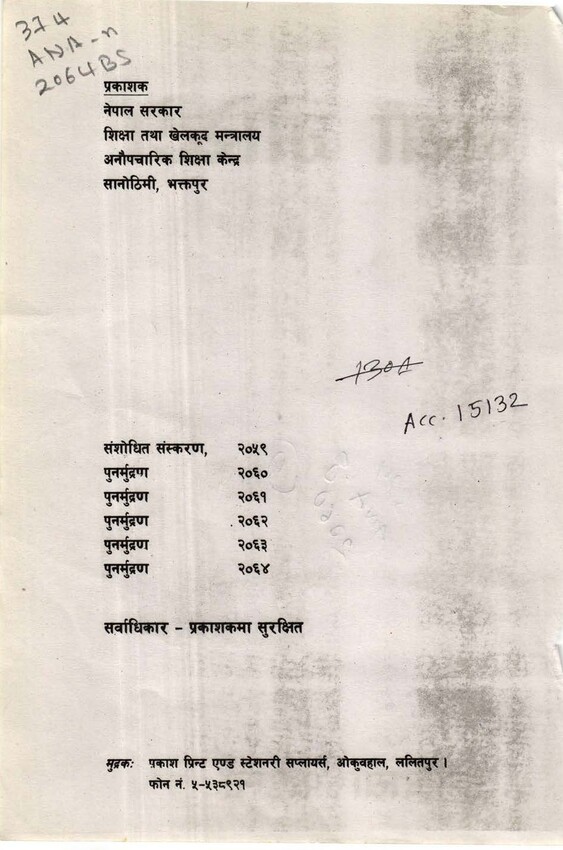 374
ANA-n
2064BS
प्रकाशक
नेपाल सरकार
शिक्षा तथा खेलकूद मन्त्रालय
अनौपचारिक शिक्षा केन्द्र
सानोठिमी, भक्तपुर
Acc. 15132
संशोधित संस्करण, २०५९
पुनर्मुद्रण २०६०
पुनर्मुद्रण २०६१
पुनर्मुद्रण २०६२
पुनर्मुद्रण २०६३
पुनर्मुद्रण २०६४
सर्वाधिकार - प्रकाशकमा सुरक्षित
मुद्रकः प्रकाश प्रिन्ट एण्ड स्टेशनरी सप्लायर्स, ओकुवहाल, ललितपुर ।
फोन नं. ५-५३८९२१